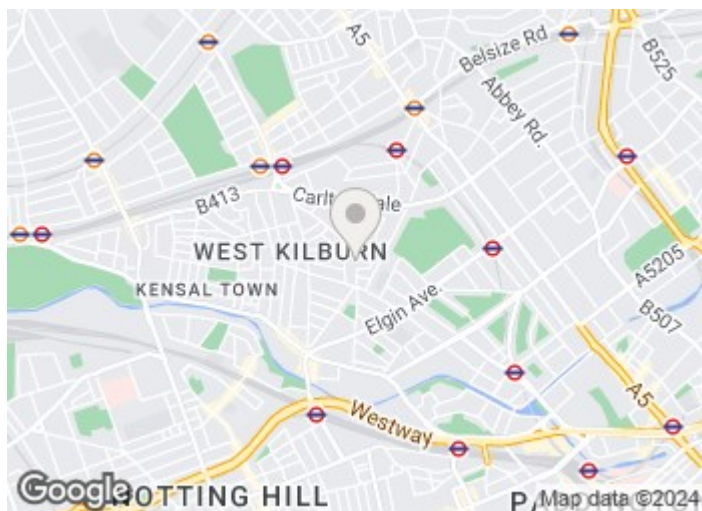 A5
Belsize Rd
B525
Abbey Rd.
B413
WEST KILBURN
KENSAL TOWN
A5205
Elgin Ave.
B507
A5
Westway
Google
NOTTING HILL
Map data ©2024